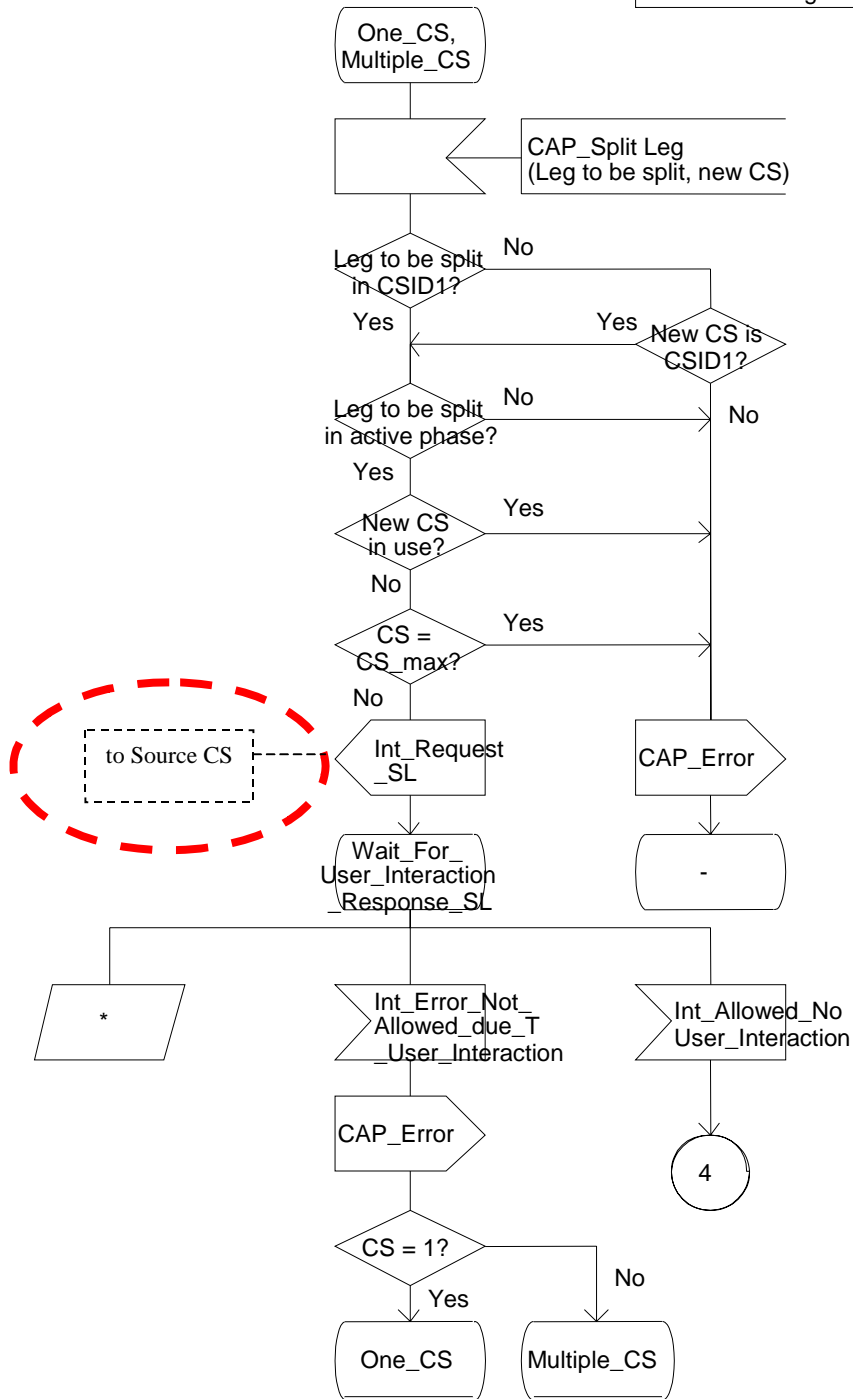 One_CS,
Multiple_CS
CAP_Split Leg
(Leg to be split, new CS)
Leg to be split
in CSID1?
No
Yes
Yes
New CS is
CSID1?
Leg to be split
in active phase?
No
No
Yes
New CS
in use?
Yes
No
CS =
CS_max?
Yes
No
to Source CS
Int_Request
_SL
CAP_Error
Wait_For_
User_Interaction
_Response_SL
-
*
Int_Error_Not_
Allowed_due_T
_User_Interaction
Int_Allowed_No
User_Interaction
CAP_Error
4
CS = 1?
No
Yes
One_CS
Multiple_CS